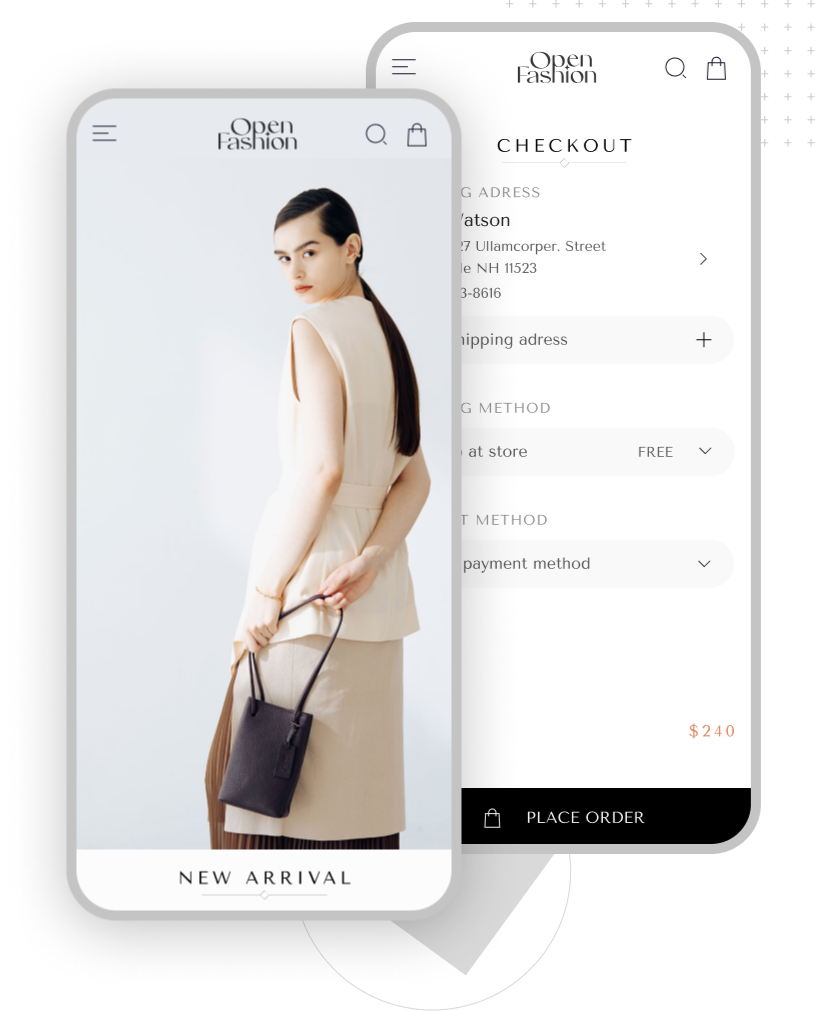 Open
Fashion
NEW ARRIVAL
Open
Fashion
CHECKOUT
G ADRESS
Watson
27 Ullamcorper. Street
le NH 11523
3-8616
hipping adress
G METHOD
at store
FREE
T METHOD
payment method
$240
PLACE ORDER